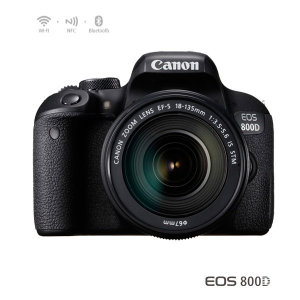 Wi-Fi NFC Bluetooth
Canon
EOS
800D
CANON ZOOM LENS EF-S 18-135mm 1:3.5-5.6 IS STM
Ø67mm
EOS 800D